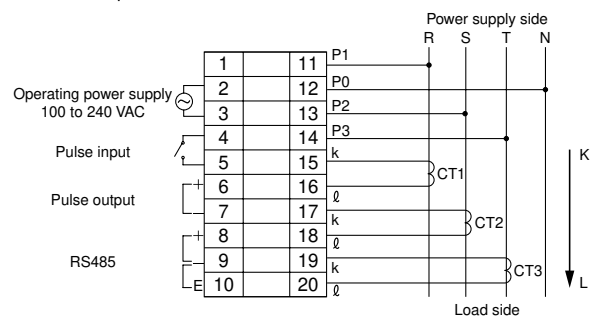 Power supply side
R S T N
1 11 P1
2 12 P0
Operating power supply
100 to 240 VAC
3 13 P2
4 14 P3
Pulse input
5 15 k
CT1
K
+ 6 16 ℓ
Pulse output
− 7 17 k
CT2
+ 8 18 ℓ
RS485
− 9 19 k
CT3
E 10 20 ℓ
L
Load side